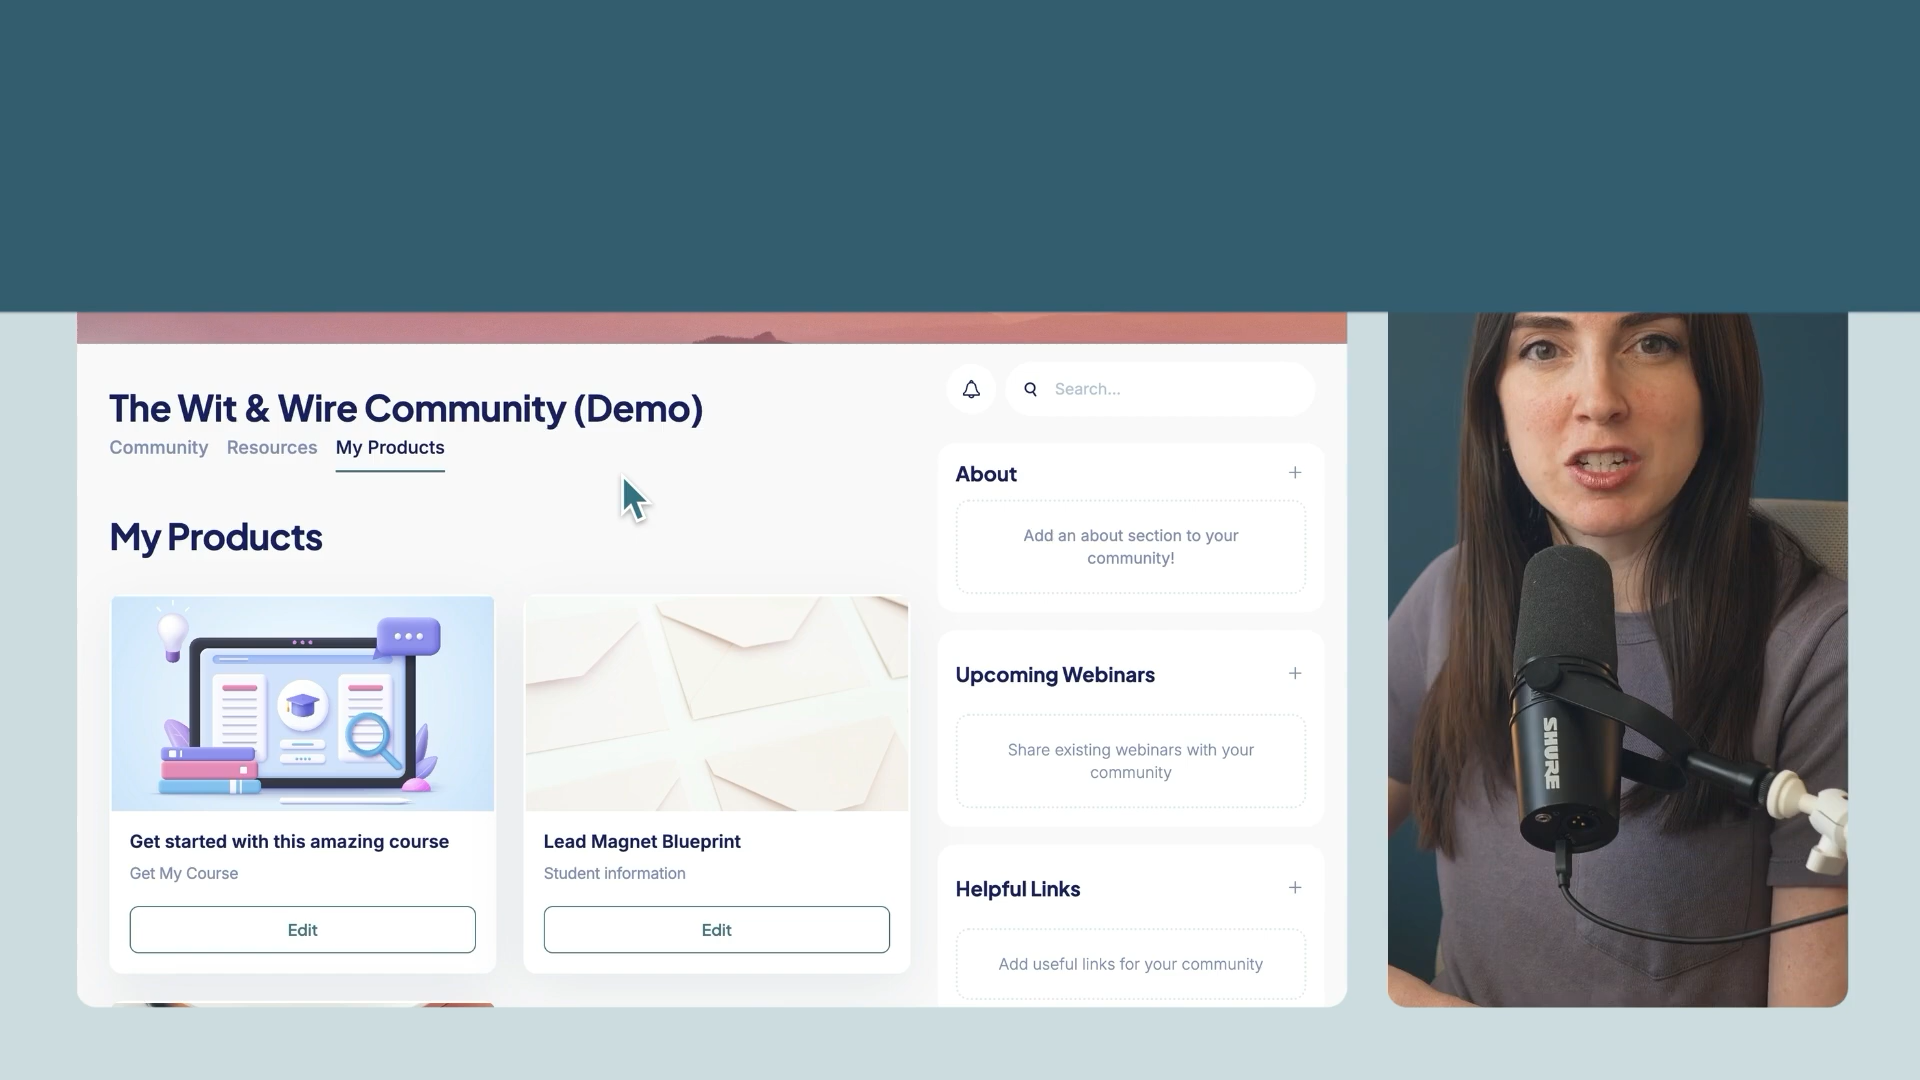 The Wit & Wire Community (Demo)
Search...
Community Resources My Products
About
Add an about section to your
community!
My Products
Upcoming Webinars
Share existing webinars with your
community
Get started with this amazing course
Get My Course
Edit
Lead Magnet Blueprint
Student information
Edit
Helpful Links
Add useful links for your community
SHURE